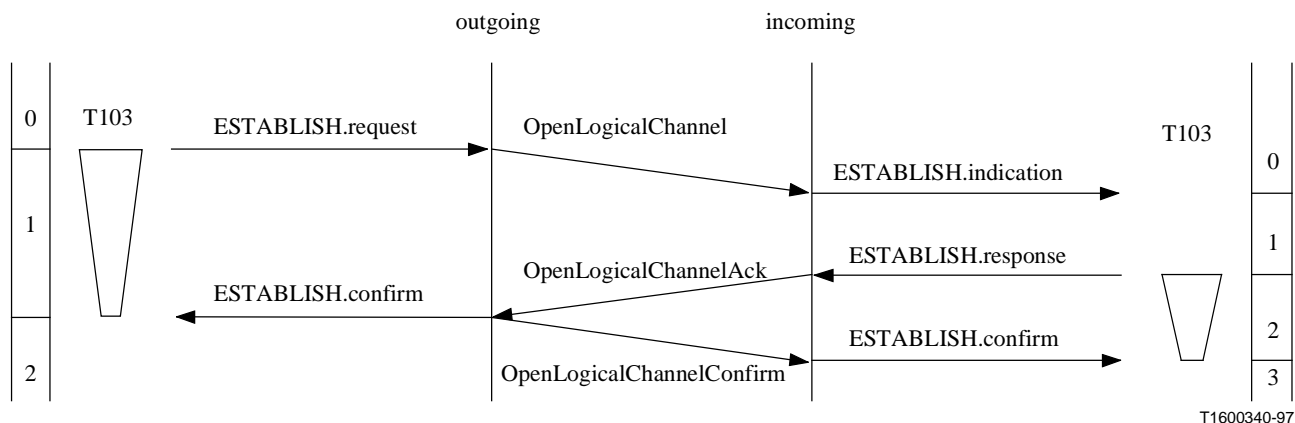 outgoing incoming
0 T103 ESTABLISH.request OpenLogicalChannel T103
ESTABLISH.indication 0
1 ESTABLISH.response 1
OpenLogicalChannelAck
ESTABLISH.confirm
ESTABLISH.confirm 2
2 OpenLogicalChannelConfirm 3
T1600340-97